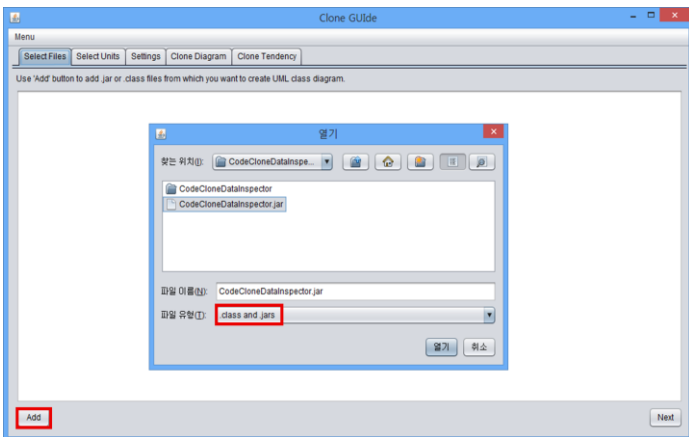 Clone GUIde
Menu
Select Files Select Units Settings Clone Diagram Clone Tendency
Use 'Add' button to add .jar or .class files from which you want to create UML class diagram.
열기
찾는 위치(I): CodeCloneDataInspe...
CodeCloneDataInspector
CodeCloneDataInspector.jar
파일 이름(N): CodeCloneDataInspector.jar
파일 유형(T): .class and .jars
열기 취소
Add Next